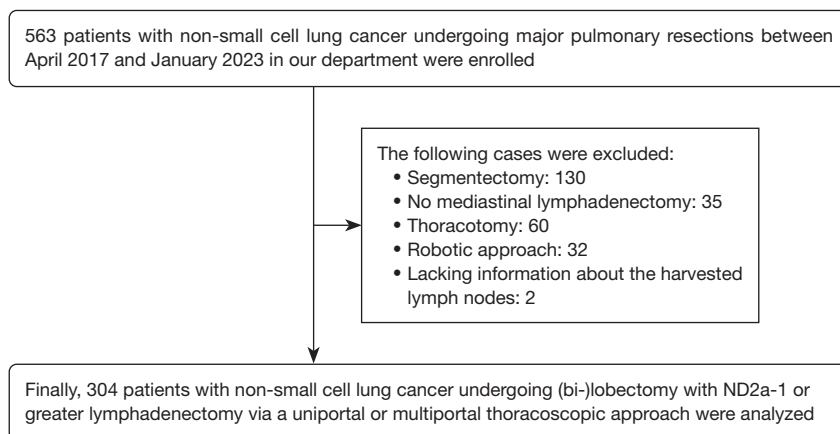 563 patients with non-small cell lung cancer undergoing major pulmonary resections between
April 2017 and January 2023 in our department were enrolled
The following cases were excluded:
• Segmentectomy: 130
• No mediastinal lymphadenectomy: 35
• Thoracotomy: 60
• Robotic approach: 32
• Lacking information about the harvested
lymph nodes: 2
Finally, 304 patients with non-small cell lung cancer undergoing (bi-)lobectomy with ND2a-1 or
greater lymphadenectomy via a uniportal or multiportal thoracoscopic approach were analyzed